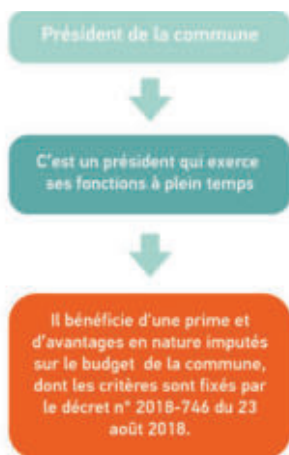 Président de la commune
C'est un président qui exerce
ses fonctions à plein temps
Il bénéficie d'une prime et
d'avantages en nature imputés
sur le budget de la commune,
dont les critères sont fixés par
le décret n° 2018-746 du 23
août 2018.